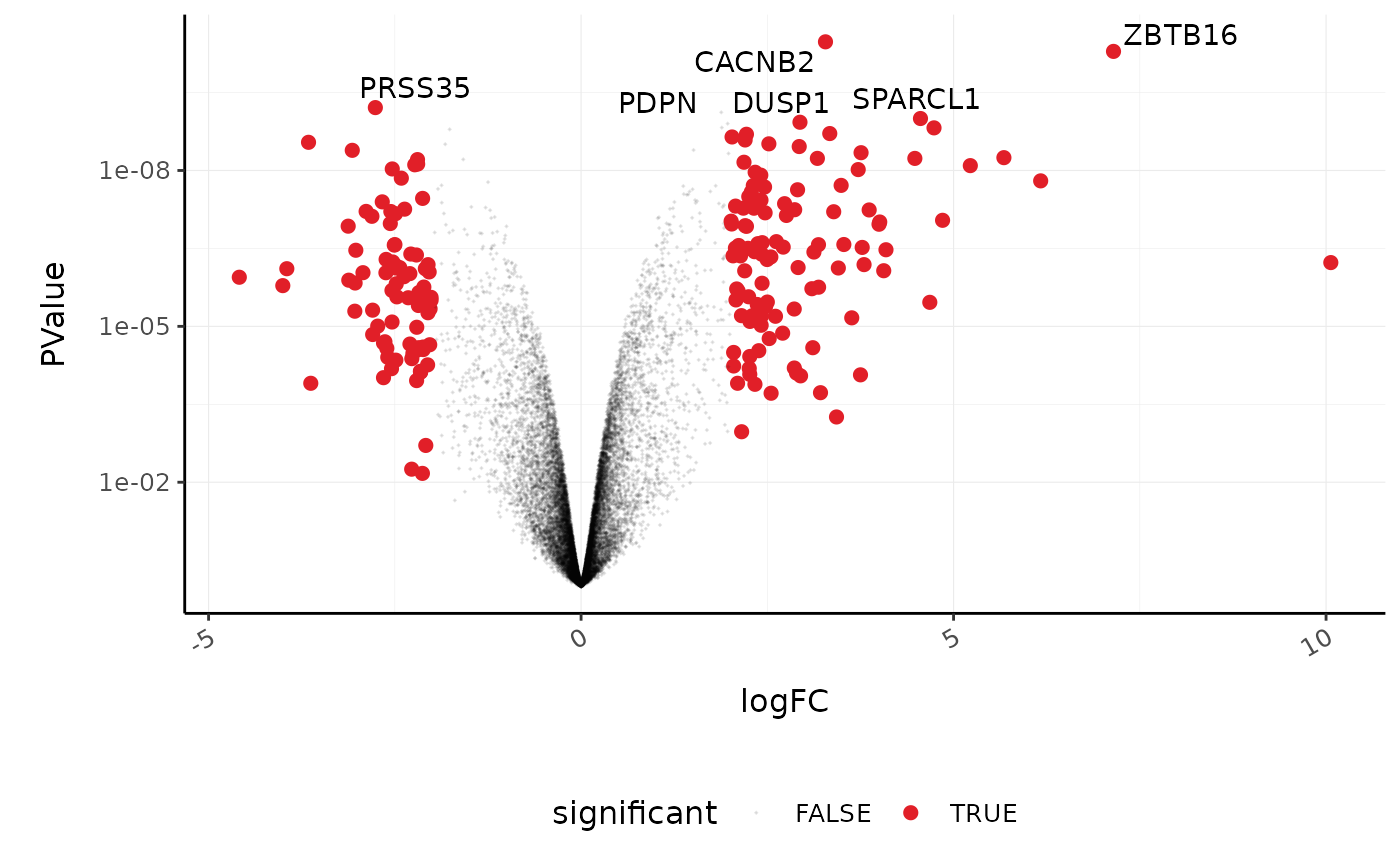 ZBTB16
CACNB2
PRSS35
PDPN
DUSP1
SPARCL1
PValue
1e-08
1e-05
1e-02
-5
0
5
10
logFC
significant
FALSE
TRUE